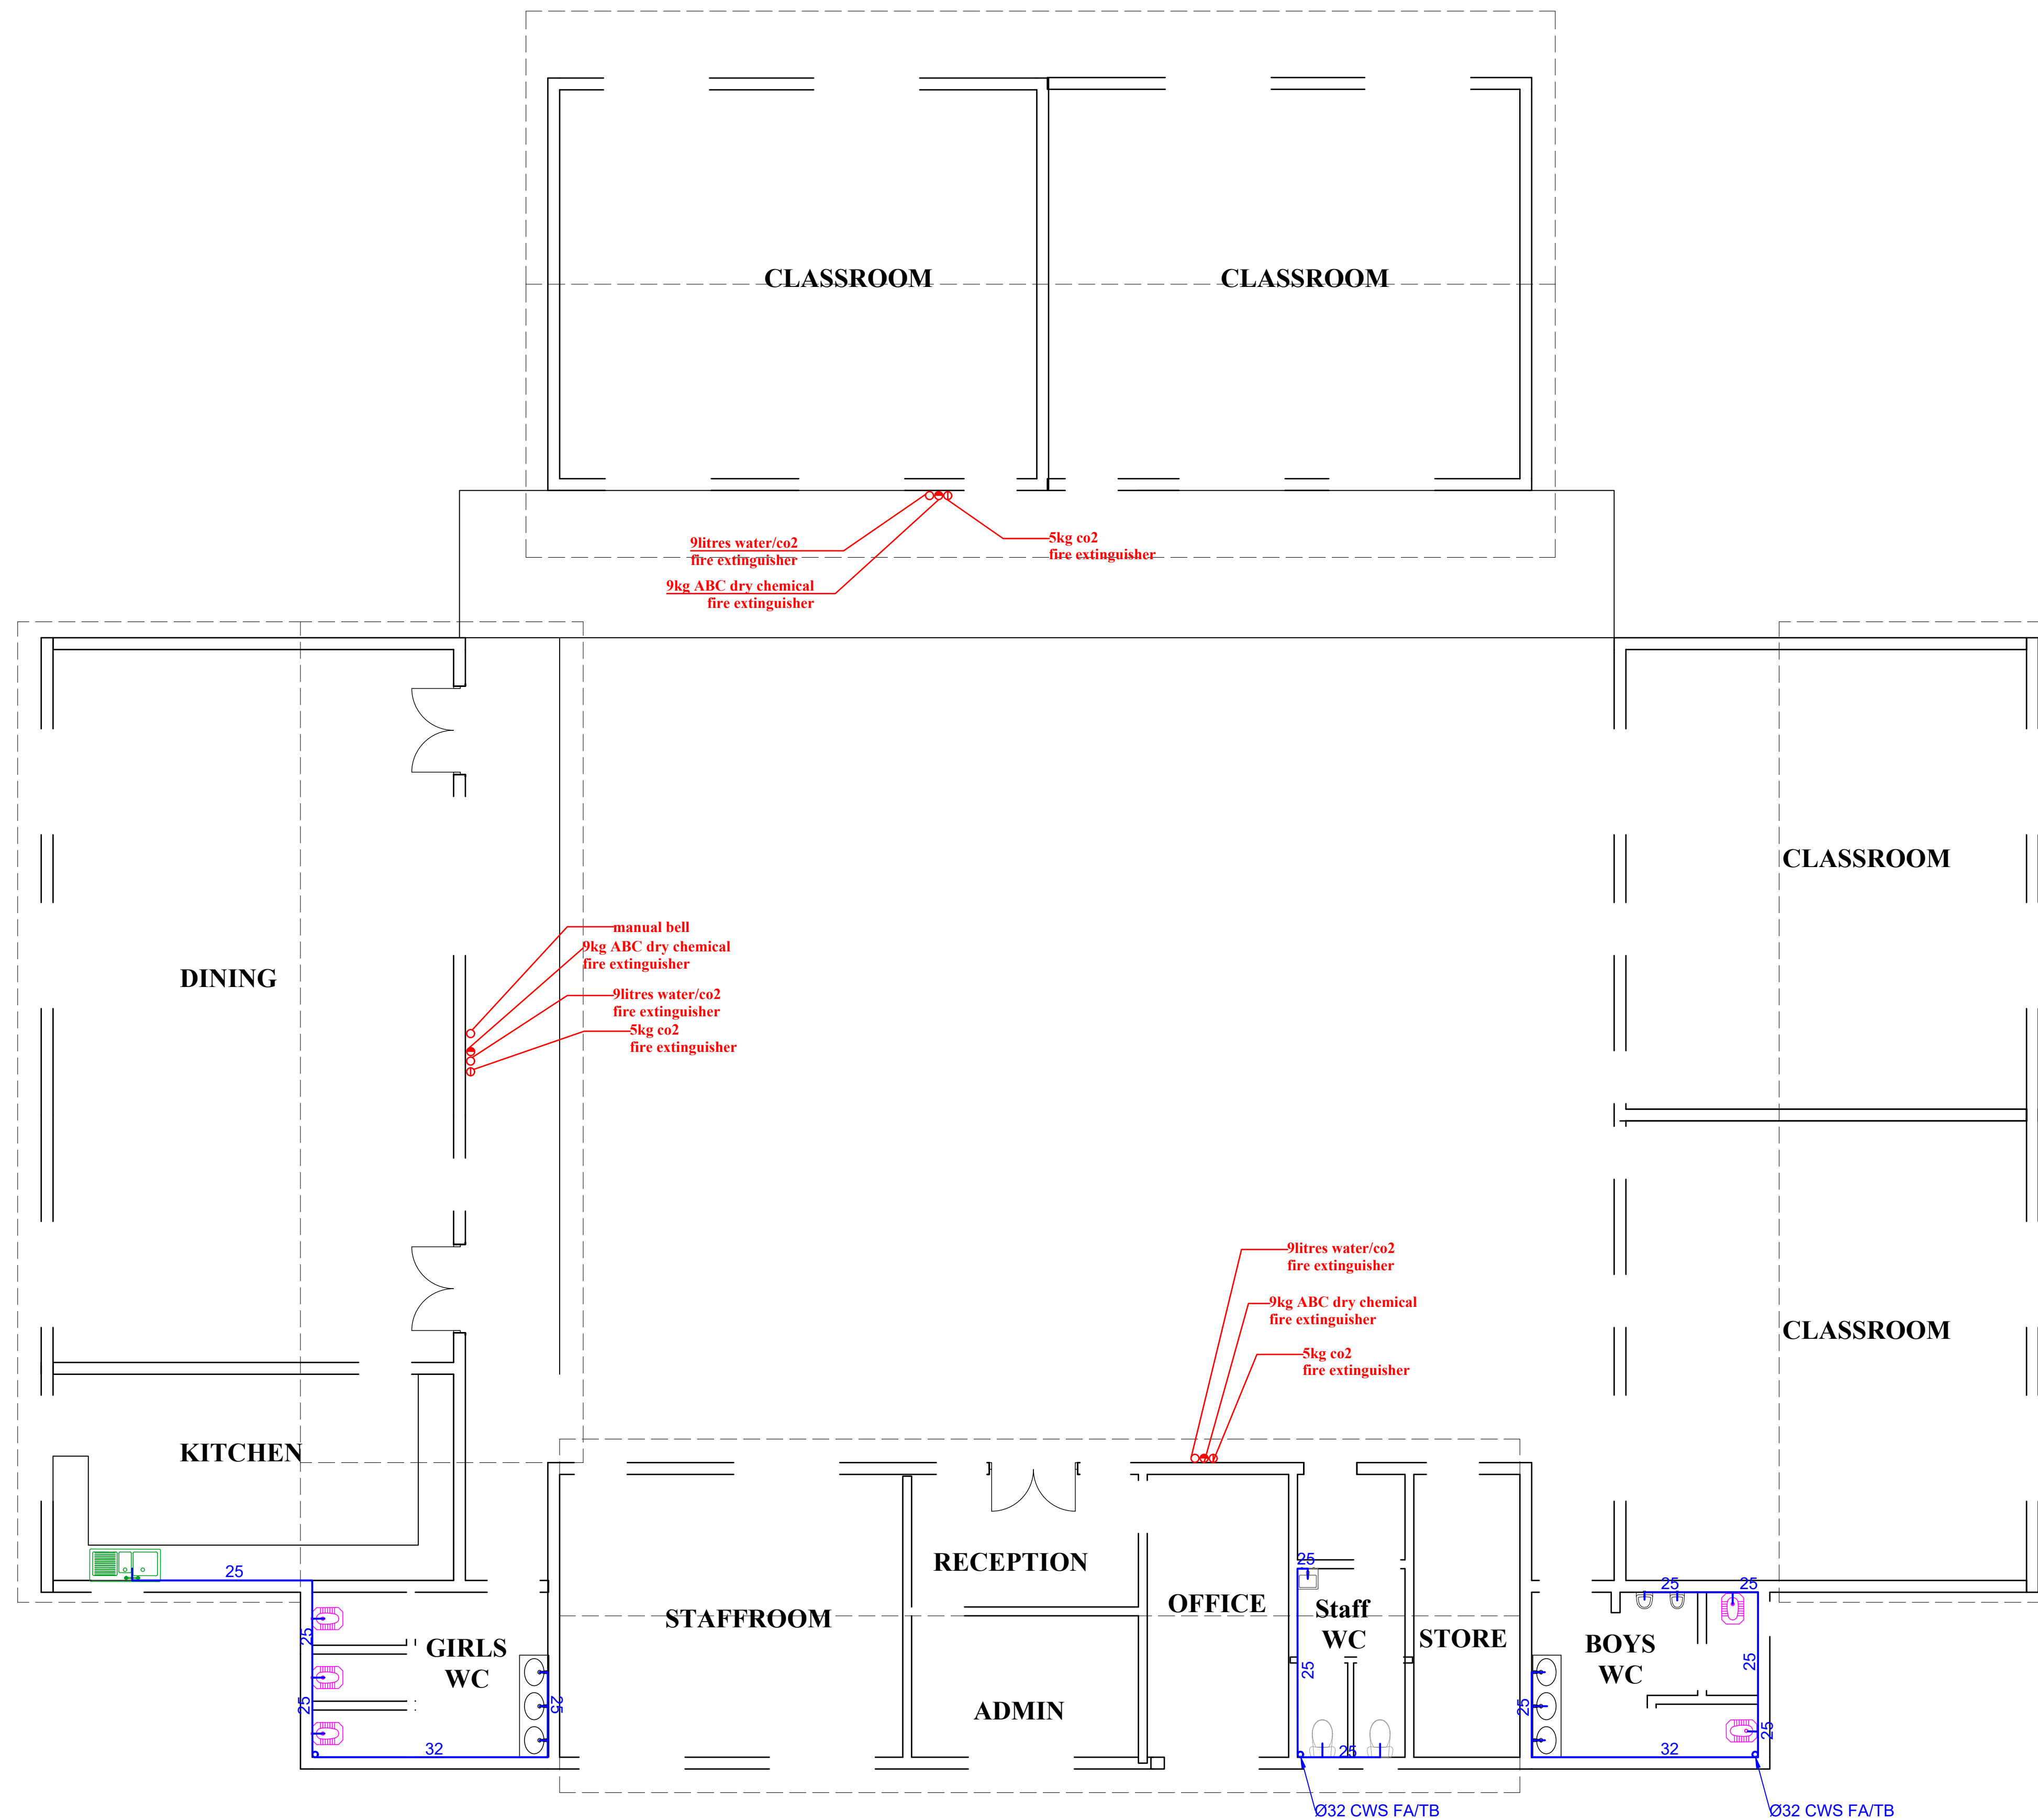 CLASSROOM
CLASSROOM
9litres water/co2
fire extinguisher
5kg co2
fire extinguisher
9kg ABC dry chemical
fire extinguisher
CLASSROOM
manual bell
9kg ABC dry chemical
fire extinguisher
DINING
9litres water/co2
fire extinguisher
5kg co2
fire extinguisher
9litres water/co2
fire extinguisher
9kg ABC dry chemical
fire extinguisher
CLASSROOM
5kg co2
fire extinguisher
KITCHEN
RECEPTION
25
25
25
25
OFFICE
Staff
WC
STAFFROOM
25
GIRLS
WC
STORE
BOYS
WC
25
25
25
25
25
ADMIN
25
32
25
32
25
Ø32 CWS FA/TB
Ø32 CWS FA/TB